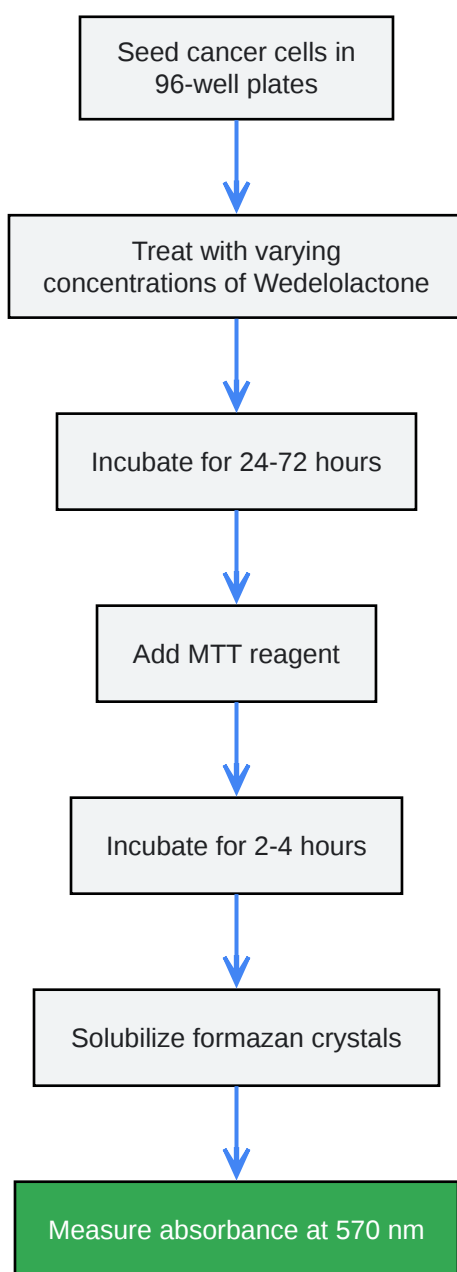 Seed cancer cells in
96-well plates
Treat with varying
concentrations of Wedelolactone
Incubate for 24-72 hours
Add MTT reagent
Incubate for 2-4 hours
Solubilize formazan crystals
Measure absorbance at 570 nm